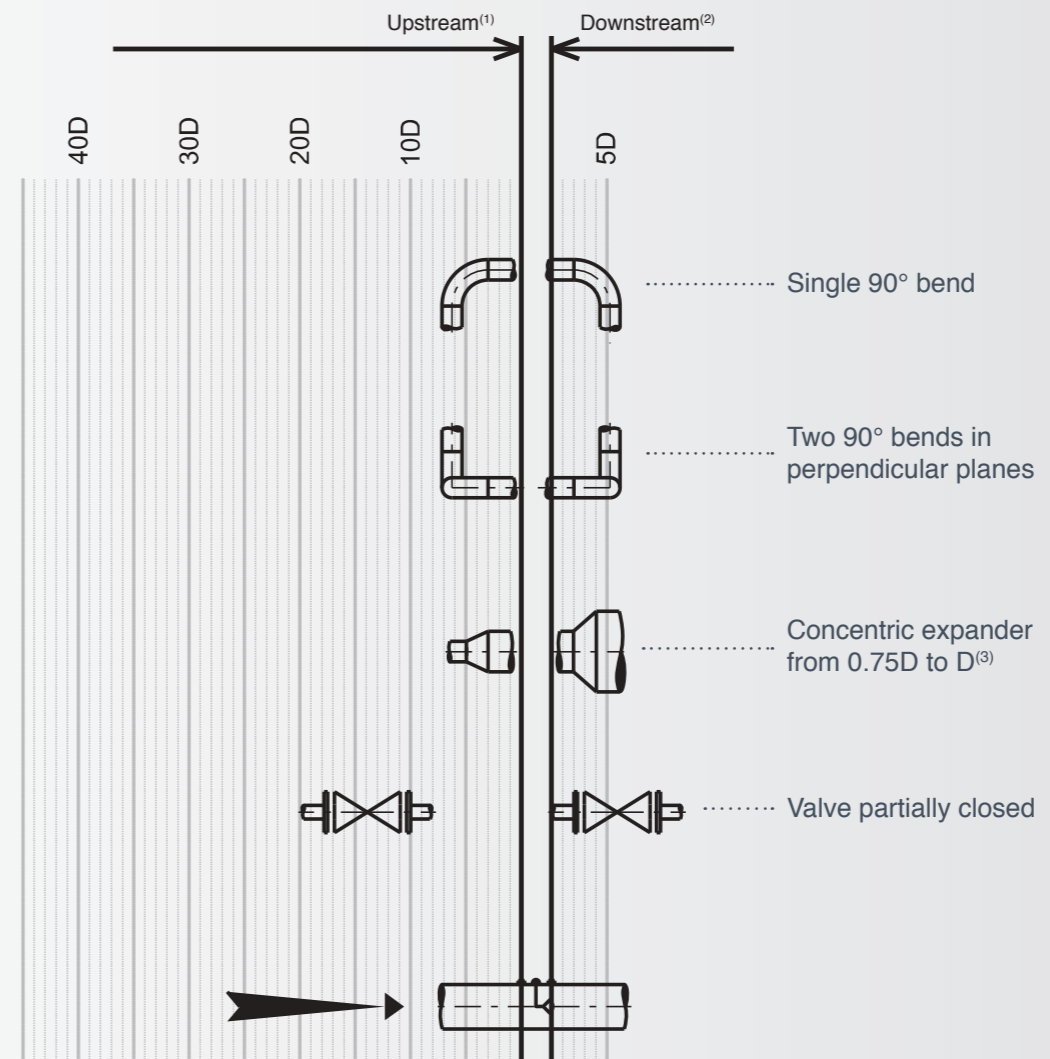 Upstream(1)
Downstream(2)
40D
30D
20D
10D
5D
Single 90° bend
Two 90° bends in
perpendicular planes
Concentric expander
from 0.75D to D(3)
Valve partially closed